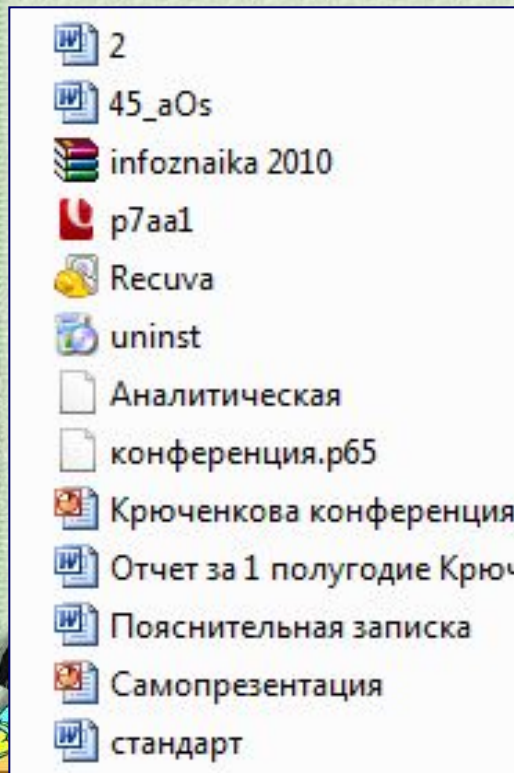 2
45_aOs
infoznaika 2010
p7aa1
Recuva
uninst
Аналитическая
конференция.p65
Крюченкова конференция
Отчет за 1 полугодие Крюч
Пояснительная записка
Самопрезентация
стандарт